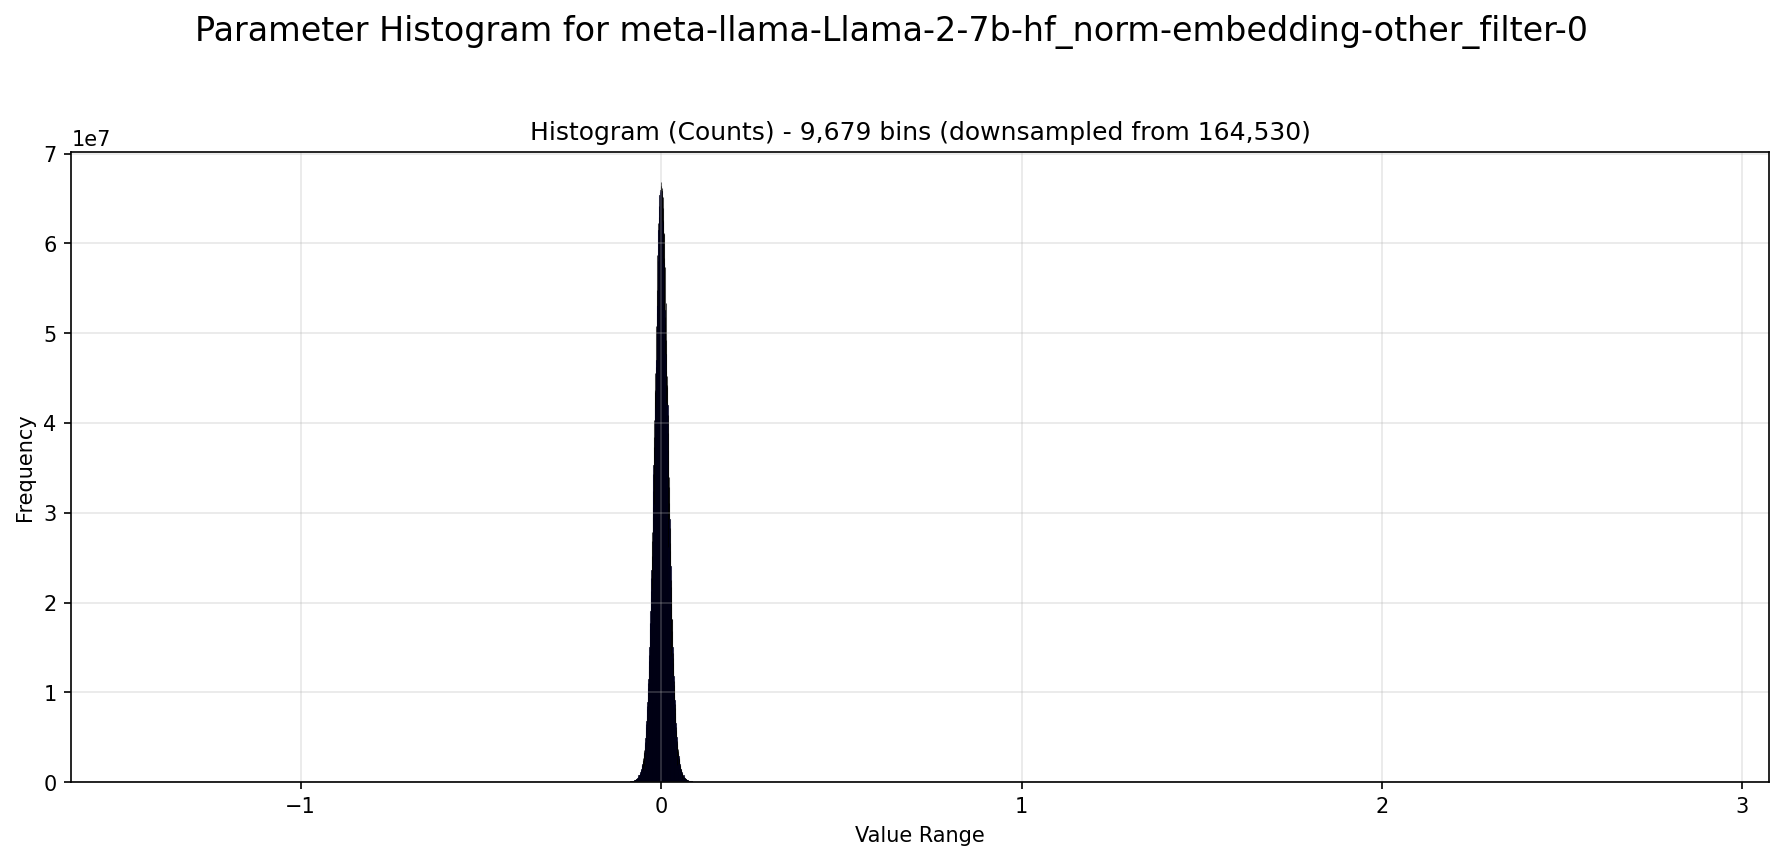 Parameter Histogram for meta-llama-Llama-2-7b-hf_norm-embedding-other_filter-0
Histogram (Counts) - 9,679 bins (downsampled from 164,530)
1e7
7
6
5
4
3
2
1
0
Frequency
−1
0
1
2
3
Value Range